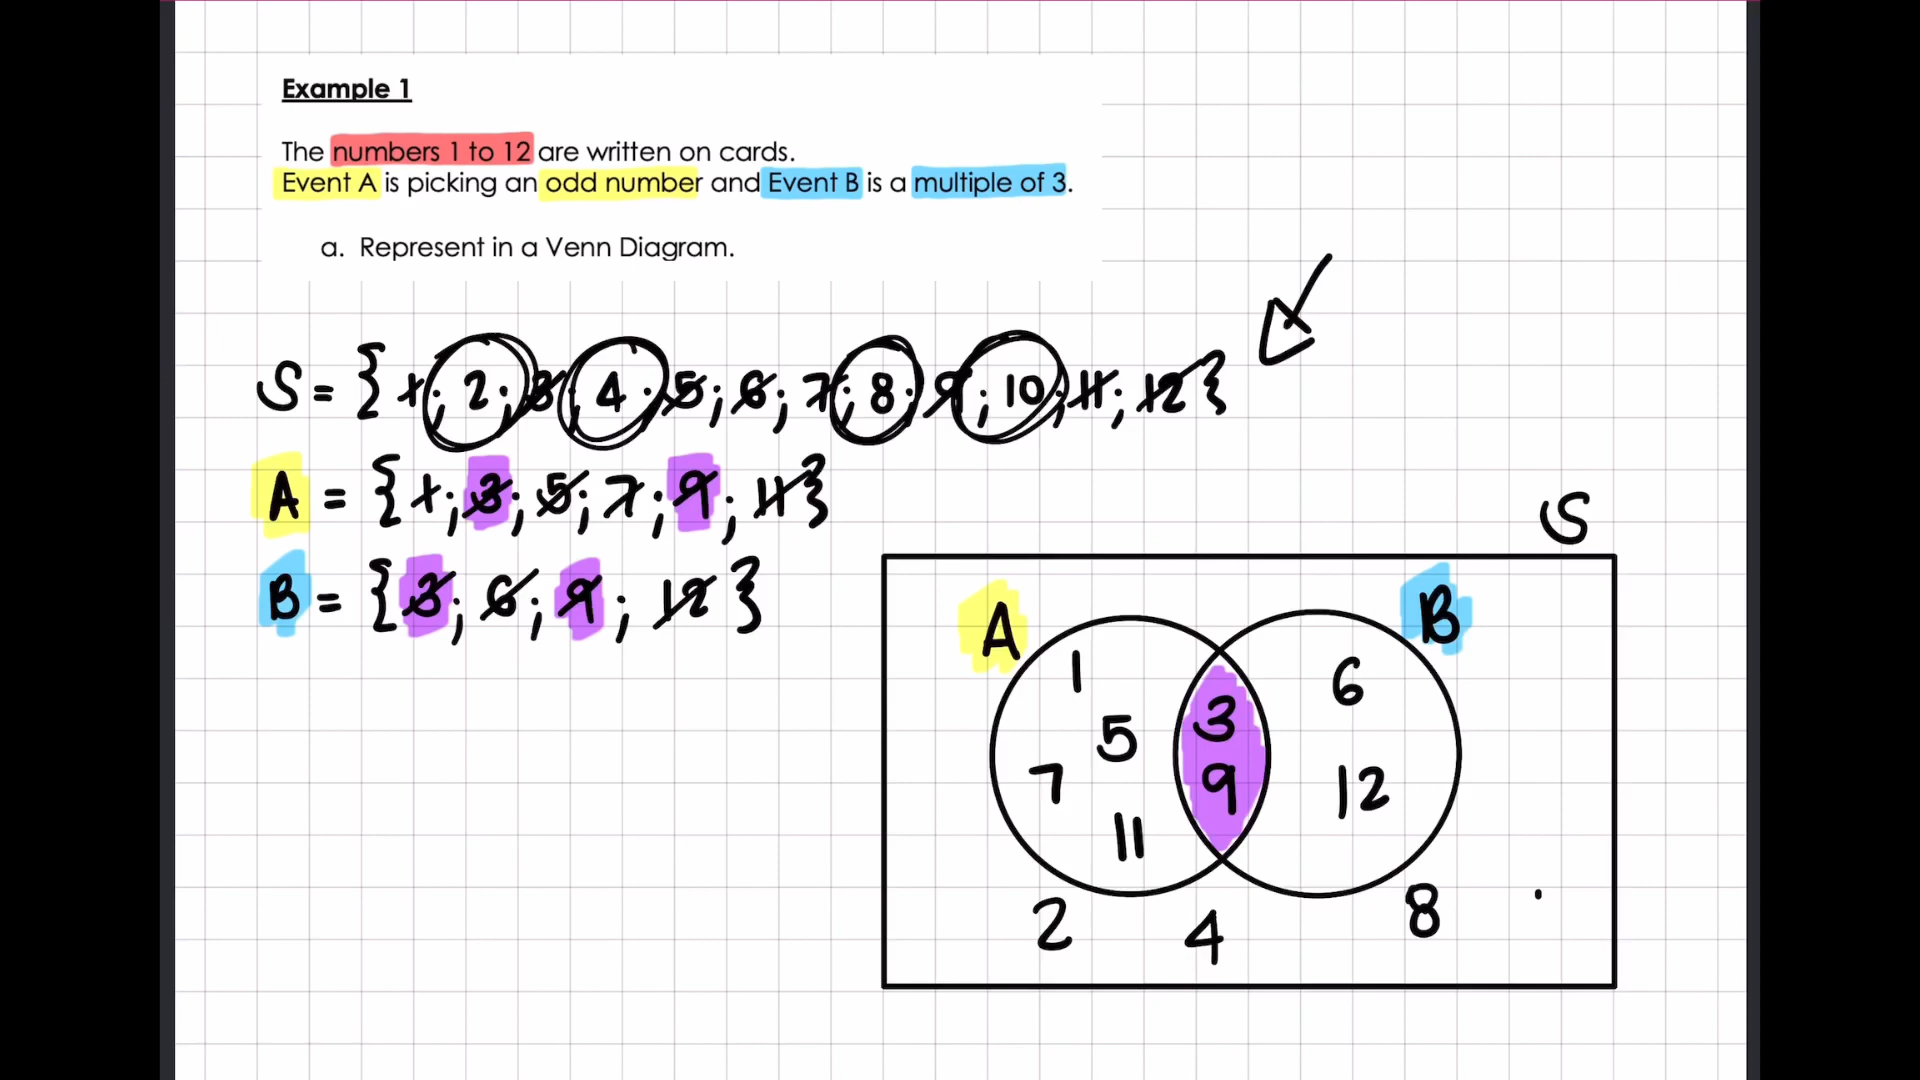 Example 1
The numbers 1 to 12 are written on cards.
Event A is picking an odd number and Event B is a multiple of 3.
a. Represent in a Venn Diagram.
S = {1; 2; 3; 4; 5; 6; 7; 8; 9; 10; 11; 12}
A = {1; 3; 5; 7; 9; 11}
B = {3; 6; 9; 12}
S
A B
1 3 6
5
7 9 12
11
2 4 8